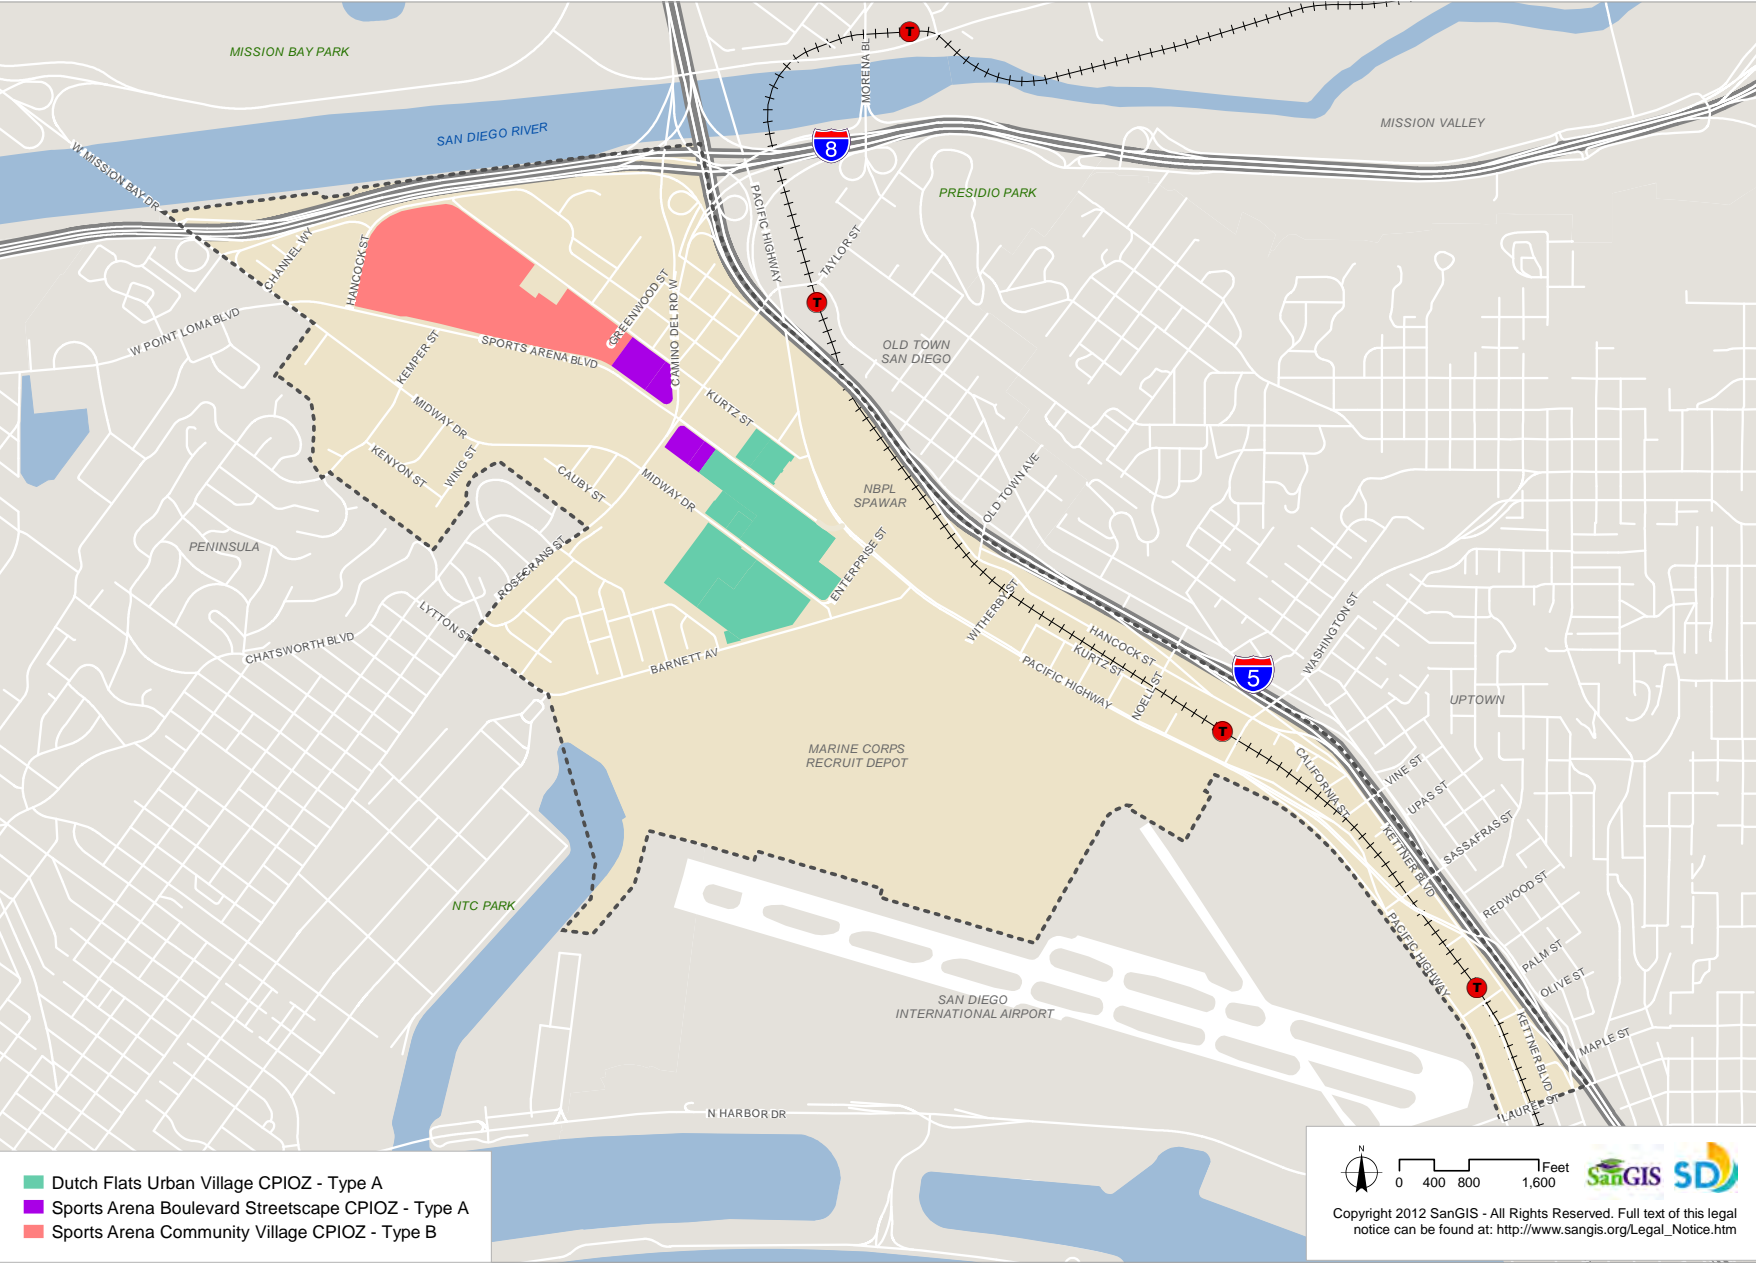 MISSION BAY PARK
SAN DIEGO RIVER
W MISSION BAY DR
MORENA BL
8
MISSION VALLEY
PRESIDIO PARK
PACIFIC HIGHWAY
TAYLOR ST
CHANNEL WY
HANCOCK ST
GREENWOOD ST
CAMINO DEL RIO W
W POINT LOMA BLVD
SPORTS ARENA BLVD
KEMPER ST
OLD TOWN
SAN DIEGO
KURTZ ST
MIDWAY DR
KENYON ST
WING ST
CAUBY ST
MIDWAY DR
NBPL
SPAWAR
OLD TOWN AVE
PENINSULA
ROSECRANS ST
ENTERPRISE ST
LYTTON ST
CHATSWORTH BLVD
BARNETT AV
WITHERBY ST
HANCOCK ST
KURTZ ST
PACIFIC HIGHWAY
NOELL ST
WASHINGTON ST
5
UPTOWN
MARINE CORPS
RECRUIT DEPOT
CALIFORNIA ST
VINE ST
UPAS ST
SASSAFRAS ST
KETTNER BLVD
REDWOOD ST
NTC PARK
PACIFIC HIGHWAY
PALM ST
OLIVE ST
SAN DIEGO
INTERNATIONAL AIRPORT
KETTNER BLVD
MAPLE ST
LAUREL ST
N HARBOR DR
T
T
T
T
Dutch Flats Urban Village CPIOZ - Type A
Sports Arena Boulevard Streetscape CPIOZ - Type A
Sports Arena Community Village CPIOZ - Type B
N
Feet
0 400 800 1,600
SanGIS
SD
Copyright 2012 SanGIS - All Rights Reserved. Full text of this legal
notice can be found at: http://www.sangis.org/Legal_Notice.htm